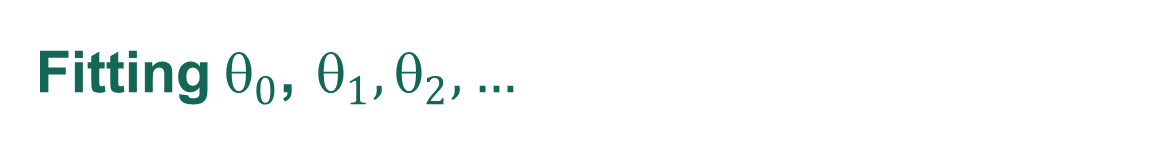 Fitting θ₀, θ₁, θ₂, ...